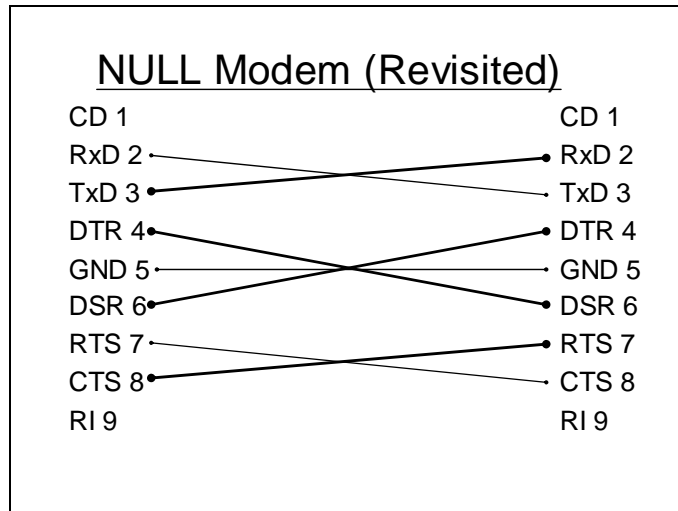 NULL Modem (Revisited)
CD 1 CD 1
RxD 2 RxD 2
TxD 3 TxD 3
DTR 4 DTR 4
GND 5 GND 5
DSR 6 DSR 6
RTS 7 RTS 7
CTS 8 CTS 8
RI 9 RI 9